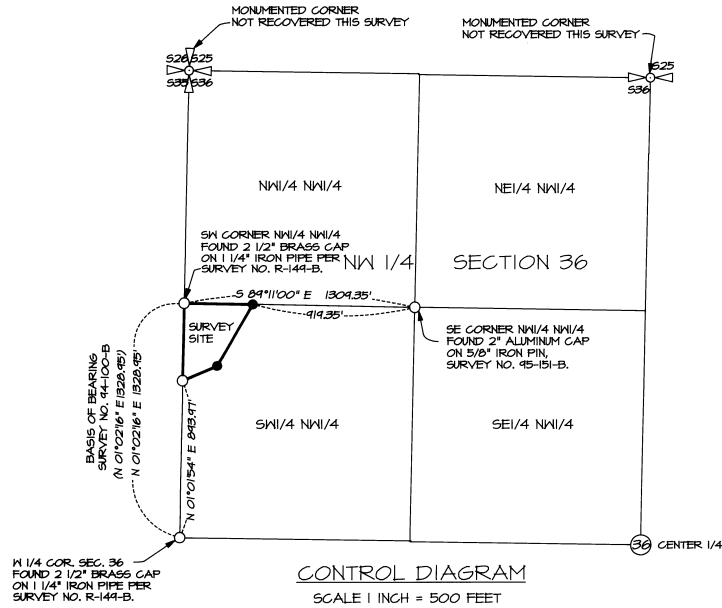 MONUMENTED CORNER
NOT RECOVERED THIS SURVEY
MONUMENTED CORNER
NOT RECOVERED THIS SURVEY
S26 S25
S35 S36
S25
S36
NW1/4 NW1/4
NE1/4 NW1/4
SW CORNER NW1/4 NW1/4
FOUND 2 1/2" BRASS CAP
ON 1 1/4" IRON PIPE PER
SURVEY NO. R-149-B.
NW 1/4 SECTION 36
S 89°11'00" E 1309.35'
919.35'
SURVEY
SITE
SE CORNER NW1/4 NW1/4
FOUND 2" ALUMINUM CAP
ON 5/8" IRON PIN,
SURVEY NO. 95-151-B.
BASIS OF BEARING
SURVEY NO. 94-100-B
(N 01°02'16" E 1328.95')
N 01°02'16" E 1328.95'
N 01°01'54" E 893.97'
SW1/4 NW1/4
SE1/4 NW1/4
W 1/4 COR. SEC. 36
FOUND 2 1/2" BRASS CAP
ON 1 1/4" IRON PIPE PER
SURVEY NO. R-149-B.
36 CENTER 1/4
CONTROL DIAGRAM
SCALE 1 INCH = 500 FEET